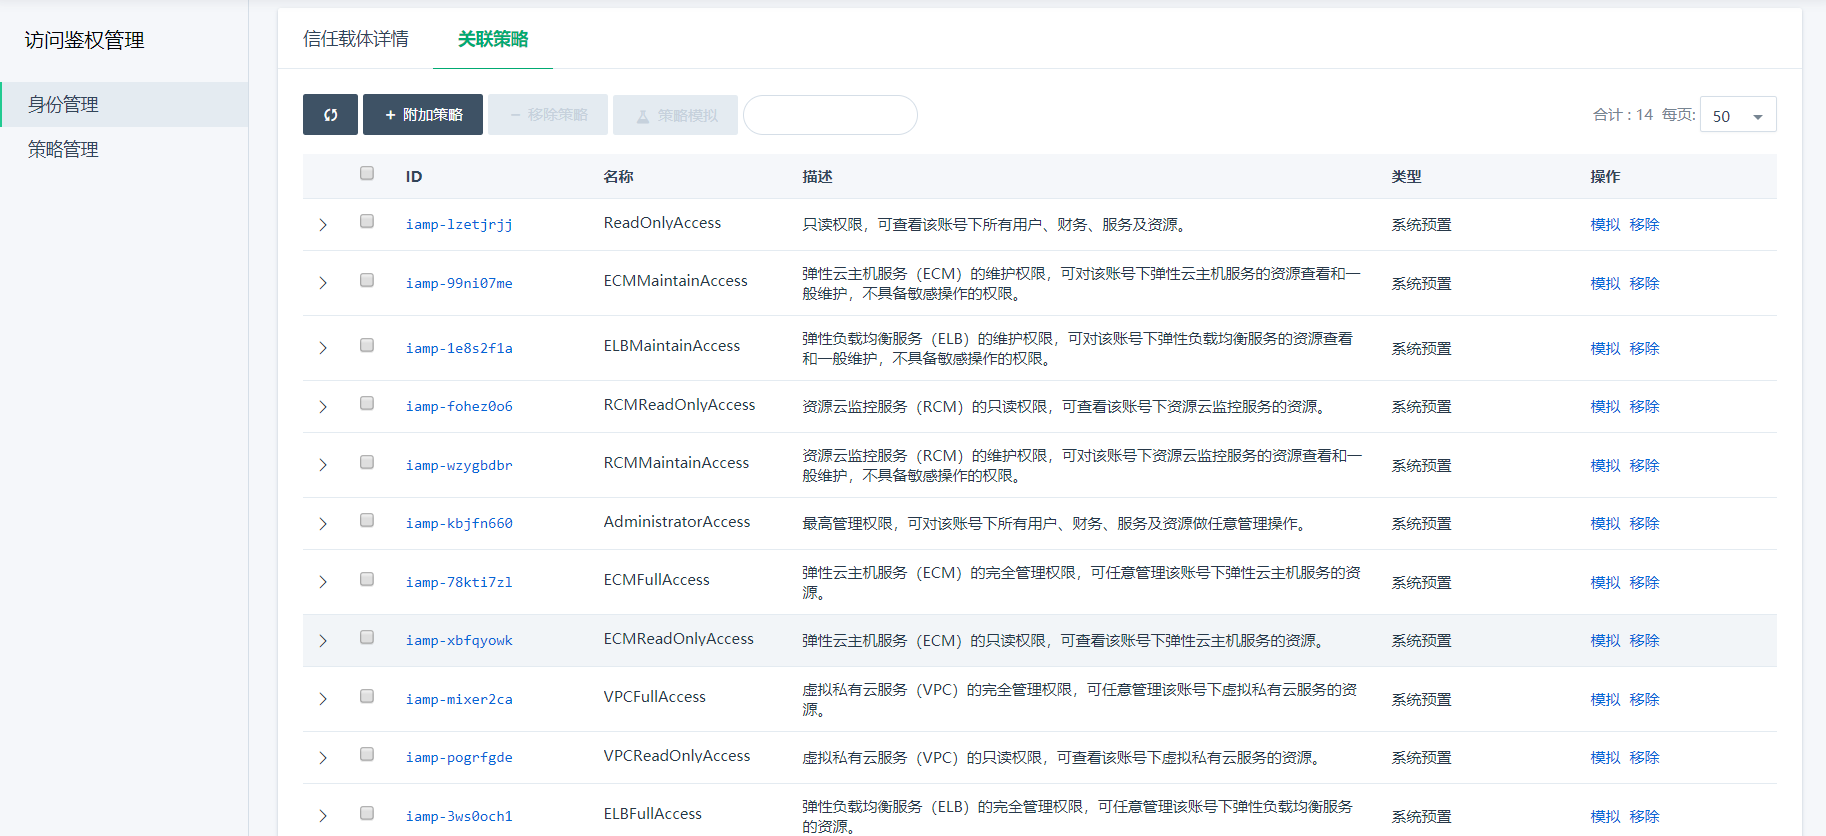 访问鉴权管理
身份管理
策略管理
信任载体详情 关联策略
+ 附加策略 − 移除策略 策略模拟 合计 : 14 每页: 50
ID 名称 描述 类型 操作
iamp-lzetjrjj ReadOnlyAccess 只读权限，可查看该账号下所有用户、财务、服务及资源。 系统预置 模拟 移除
iamp-99ni07me ECMMaintainAccess 弹性云主机服务（ECM）的维护权限，可对该账号下弹性云主机服务的资源查看和一 系统预置 模拟 移除
般维护，不具备敏感操作的权限。
iamp-1e8s2f1a ELBMaintainAccess 弹性负载均衡服务（ELB）的维护权限，可对该账号下弹性负载均衡服务的资源查看 系统预置 模拟 移除
和一般维护，不具备敏感操作的权限。
iamp-fohez0o6 RCMReadOnlyAccess 资源云监控服务（RCM）的只读权限，可查看该账号下资源云监控服务的资源。 系统预置 模拟 移除
iamp-wzygbdbr RCMMaintainAccess 资源云监控服务（RCM）的维护权限，可对该账号下资源云监控服务的资源查看和一 系统预置 模拟 移除
般维护，不具备敏感操作的权限。
iamp-kbjfn660 AdministratorAccess 最高管理权限，可对该账号下所有用户、财务、服务及资源做任意管理操作。 系统预置 模拟 移除
iamp-78kti7zl ECMFullAccess 弹性云主机服务（ECM）的完全管理权限，可任意管理该账号下弹性云主机服务的资 系统预置 模拟 移除
源。
iamp-xbfqyowk ECMReadOnlyAccess 弹性云主机服务（ECM）的只读权限，可查看该账号下弹性云主机服务的资源。 系统预置 模拟 移除
iamp-mixer2ca VPCFullAccess 虚拟私有云服务（VPC）的完全管理权限，可任意管理该账号下虚拟私有云服务的资 系统预置 模拟 移除
源。
iamp-pogrfgde VPCReadOnlyAccess 虚拟私有云服务（VPC）的只读权限，可查看该账号下虚拟私有云服务的资源。 系统预置 模拟 移除
iamp-3ws0och1 ELBFullAccess 弹性负载均衡服务（ELB）的完全管理权限，可任意管理该账号下弹性负载均衡服务 系统预置 模拟 移除
的资源。